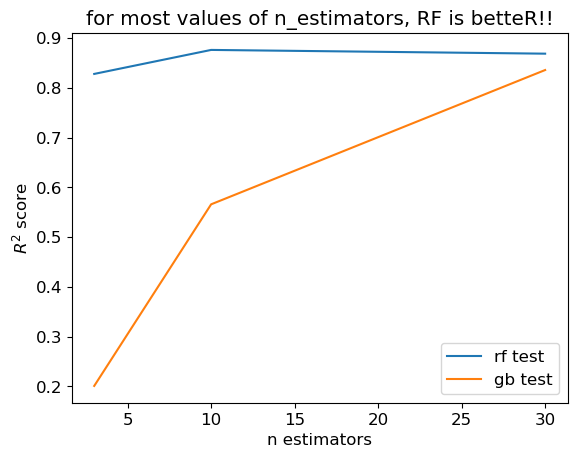 for most values of n_estimators, RF is betteR!!
0.9
0.8
0.7
0.6
0.5
0.4
0.3
0.2
R² score
5
10
15
20
25
30
n estimators
rf test
gb test